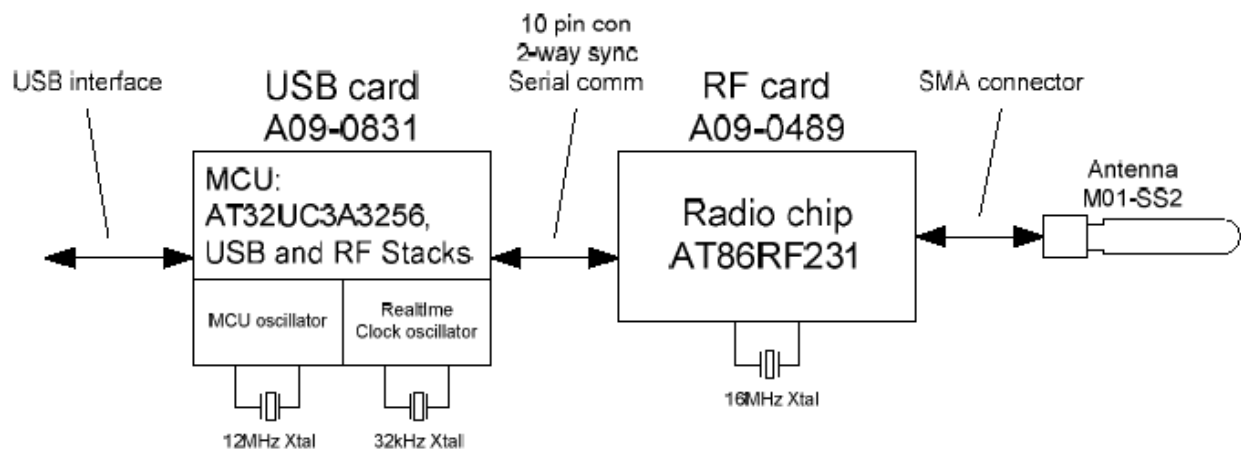 10 pin con
2-way sync
Serial comm
USB interface
USB card
A09-0831
RF card
A09-0489
SMA connector
MCU:
AT32UC3A3256,
USB and RF Stacks
MCU oscillator
Realtime
Clock oscillator
Radio chip
AT86RF231
Antenna
M01-SS2
12MHz Xtal
32kHz Xtall
16MHz Xtal